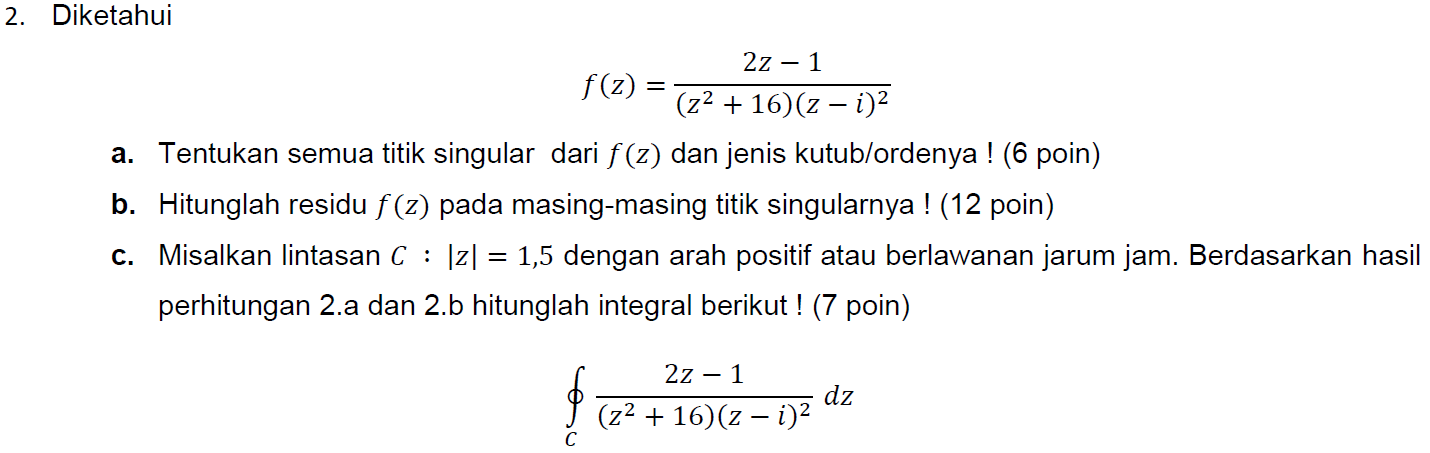 2. Diketahui
f(z) = \frac{2z − 1}{(z² + 16)(z − i)²}
a. Tentukan semua titik singular dari f(z) dan jenis kutub/ordenya ! (6 poin)
b. Hitunglah residu f(z) pada masing-masing titik singularnya ! (12 poin)
c. Misalkan lintasan C : |z| = 1,5 dengan arah positif atau berlawanan jarum jam. Berdasarkan hasil
perhitungan 2.a dan 2.b hitunglah integral berikut ! (7 poin)
∮_C \frac{2z − 1}{(z² + 16)(z − i)²} dz